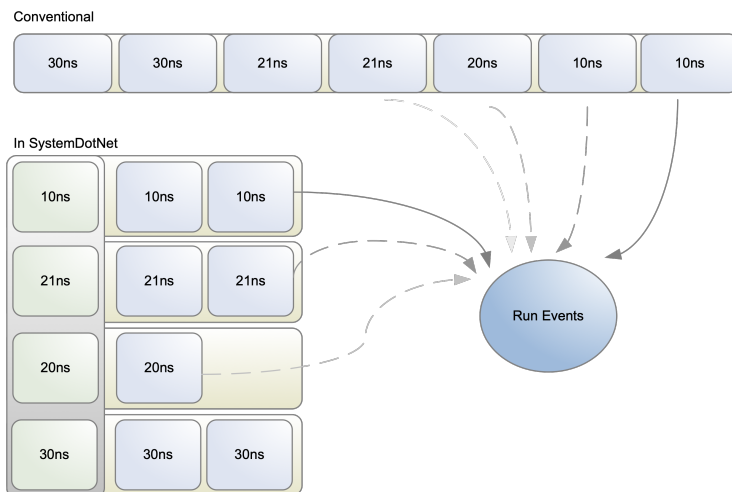 Conventional
30ns 30ns 21ns 21ns 20ns 10ns 10ns
In SystemDotNet
10ns 10ns 10ns
21ns 21ns 21ns
Run Events
20ns 20ns
30ns 30ns 30ns